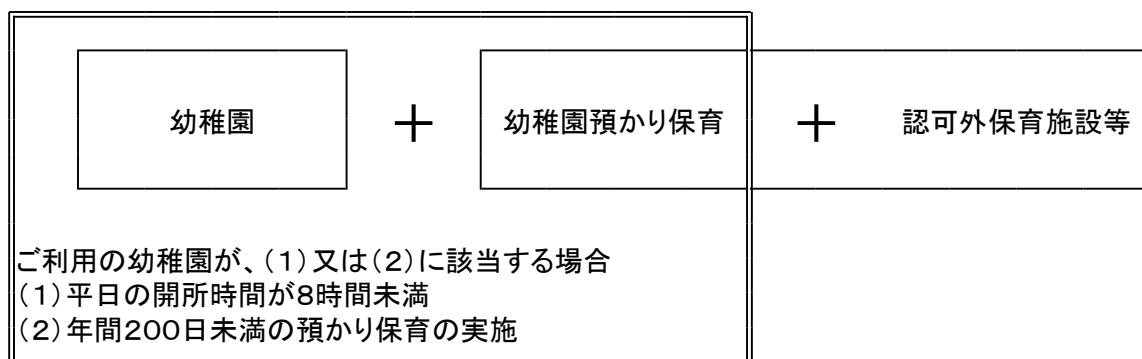 幼稚園 ＋ 幼稚園預かり保育 ＋ 認可外保育施設等
ご利用の幼稚園が、（１）又は（２）に該当する場合
（１）平日の開所時間が８時間未満
（２）年間２００日未満の預かり保育の実施